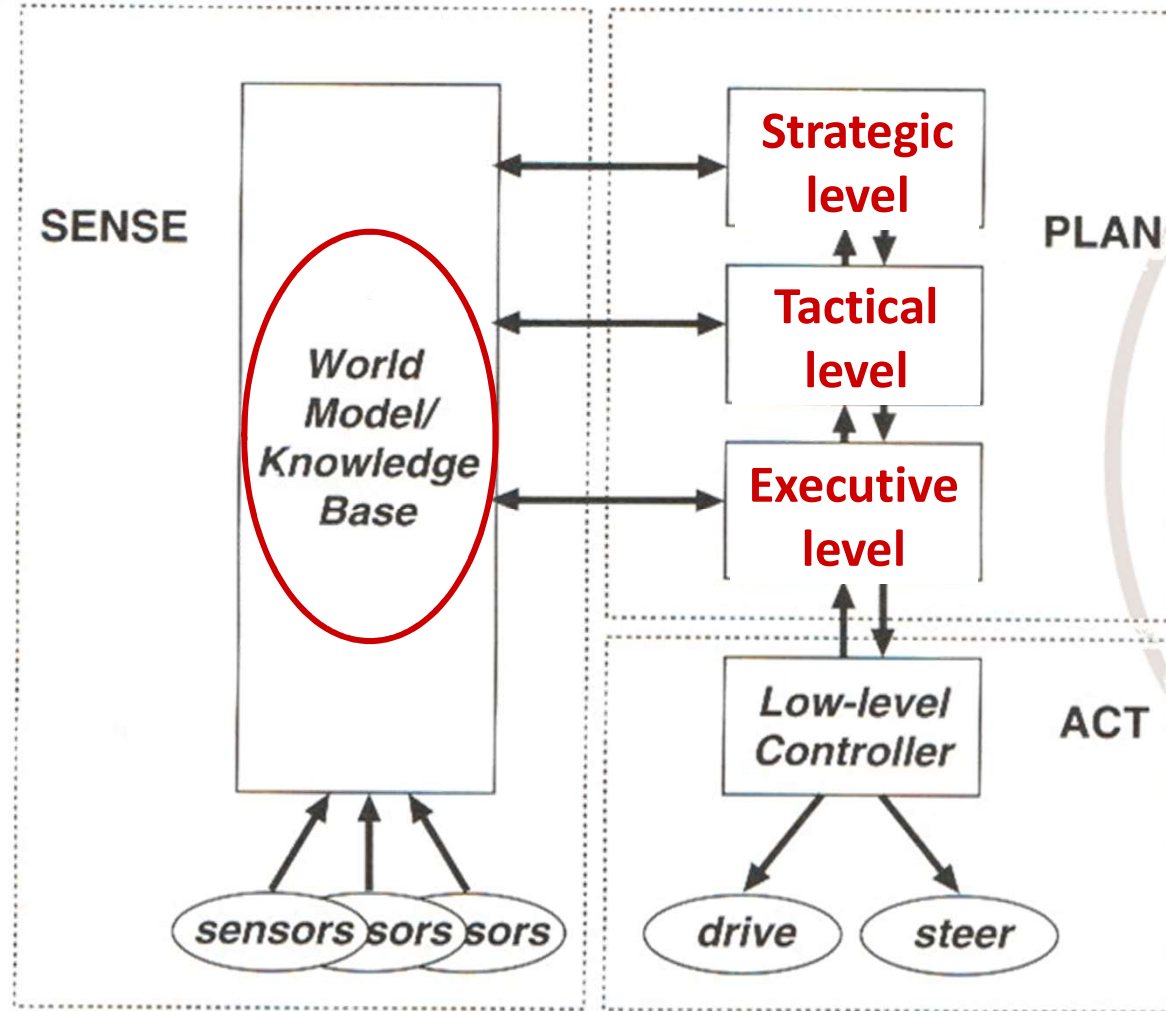 SENSE
World
Model/
Knowledge
Base
sensors sors sors
Strategic
level
PLAN
Tactical
level
Executive
level
Low-level
Controller
ACT
drive
steer